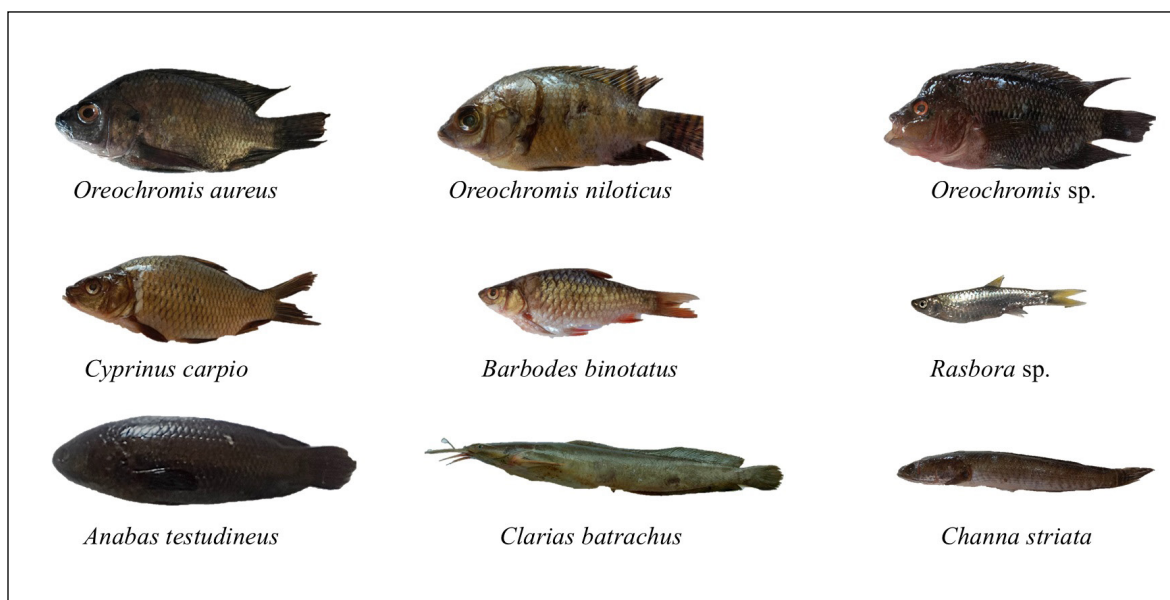 Oreochromis aureus
Oreochromis niloticus
Oreochromis sp.
Cyprinus carpio
Barbodes binotatus
Rasbora sp.
Anabas testudineus
Clarias batrachus
Channa striata